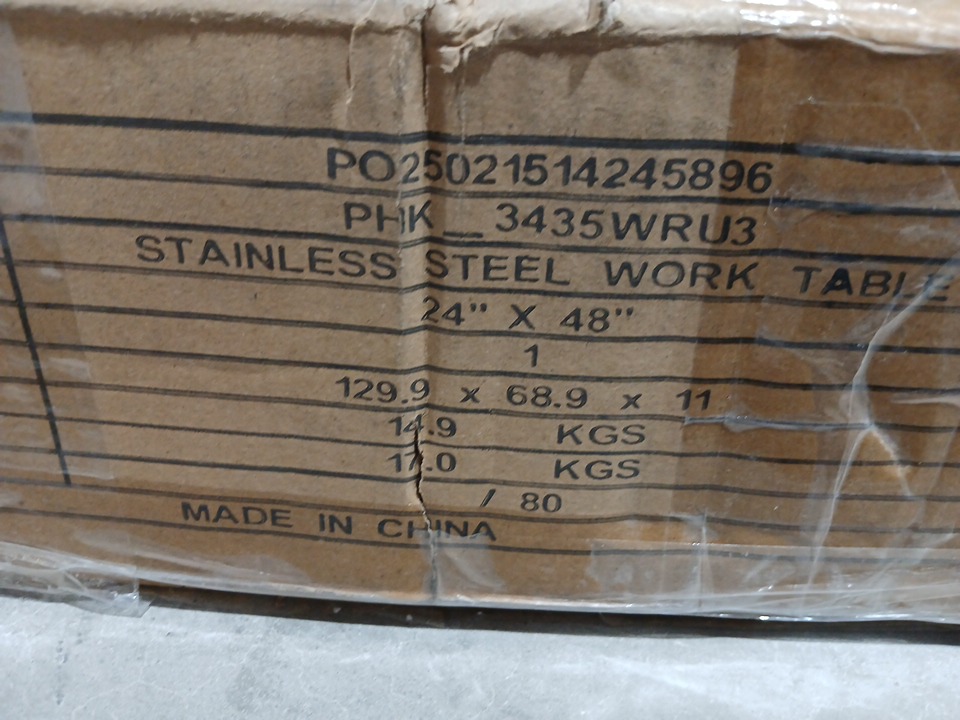 PO25021514245896
PHK_3435WRU3
STAINLESS STEEL WORK TABLE
24" X 48"
1
129.9 x 68.9 x 11
14.9 KGS
17.0 KGS
/ 80
MADE IN CHINA